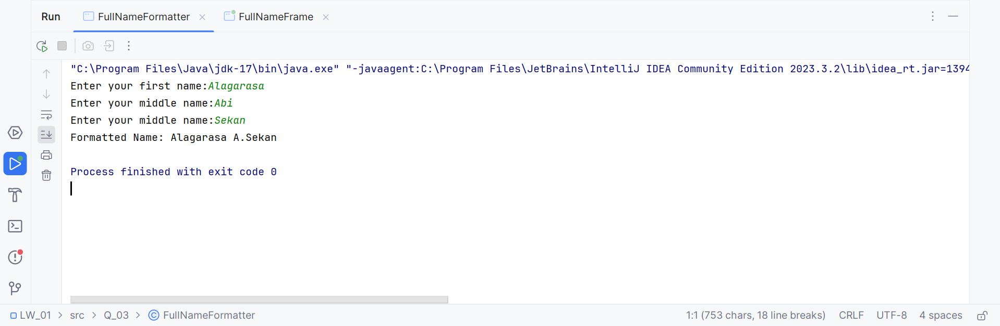 Run FullNameFormatter FullNameFrame
"C:\Program Files\Java\jdk-17\bin\java.exe" "-javaagent:C:\Program Files\JetBrains\IntelliJ IDEA Community Edition 2023.3.2\lib\idea_rt.jar=1394
Enter your first name:Alagarasa
Enter your middle name:Abi
Enter your middle name:Sekan
Formatted Name: Alagarasa A.Sekan
Process finished with exit code 0
LW_01 > src > Q_03 > FullNameFormatter 1:1 (753 chars, 18 line breaks) CRLF UTF-8 4 spaces